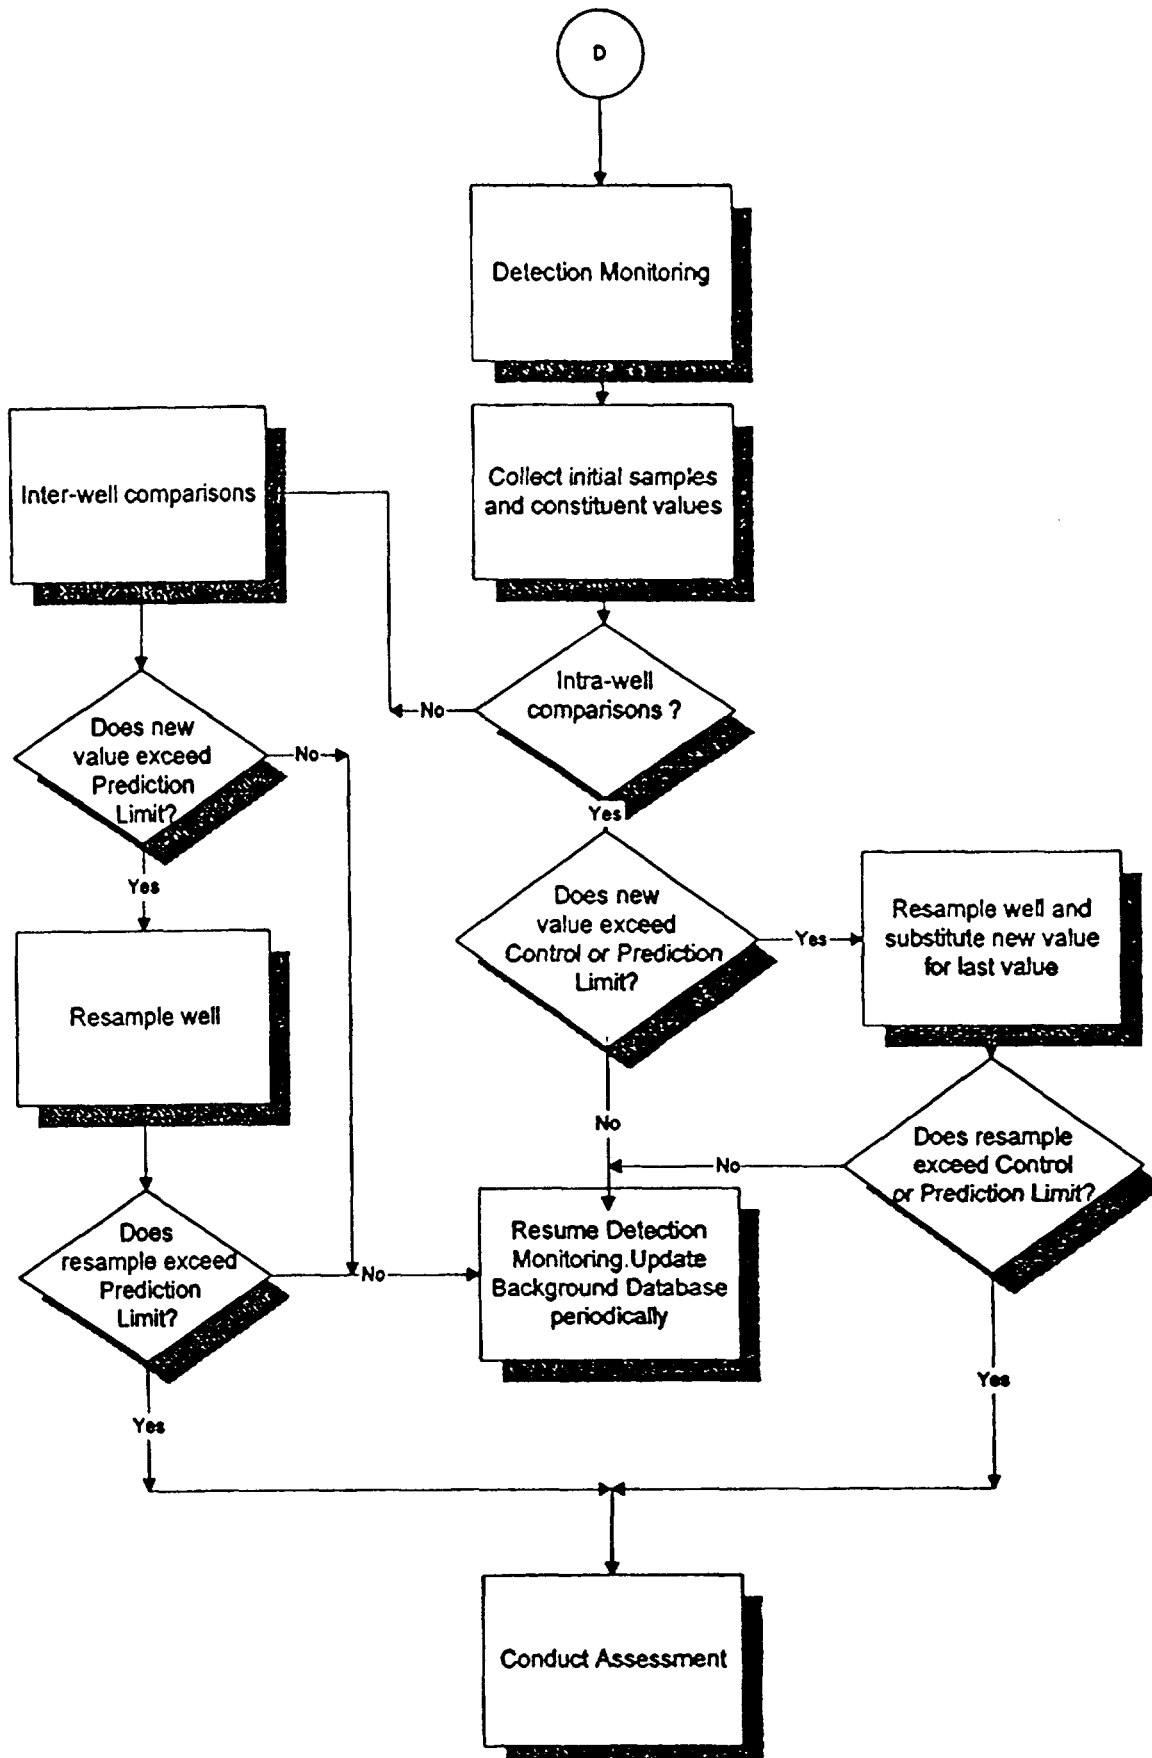 D
Detection Monitoring
Collect initial samples
and constituent values
Inter-well comparisons
Intra-well
comparisons ?
No
Yes
Does new
value exceed
Prediction
Limit?
No
Yes
Does new
value exceed
Control or Prediction
Limit?
Yes
No
Resample well and
substitute new value
for last value
Resample well
Does resample
exceed Control
or Prediction Limit?
No
Yes
Does
resample exceed
Prediction
Limit?
No
Yes
Resume Detection
Monitoring.Update
Background Database
periodically
Conduct Assessment